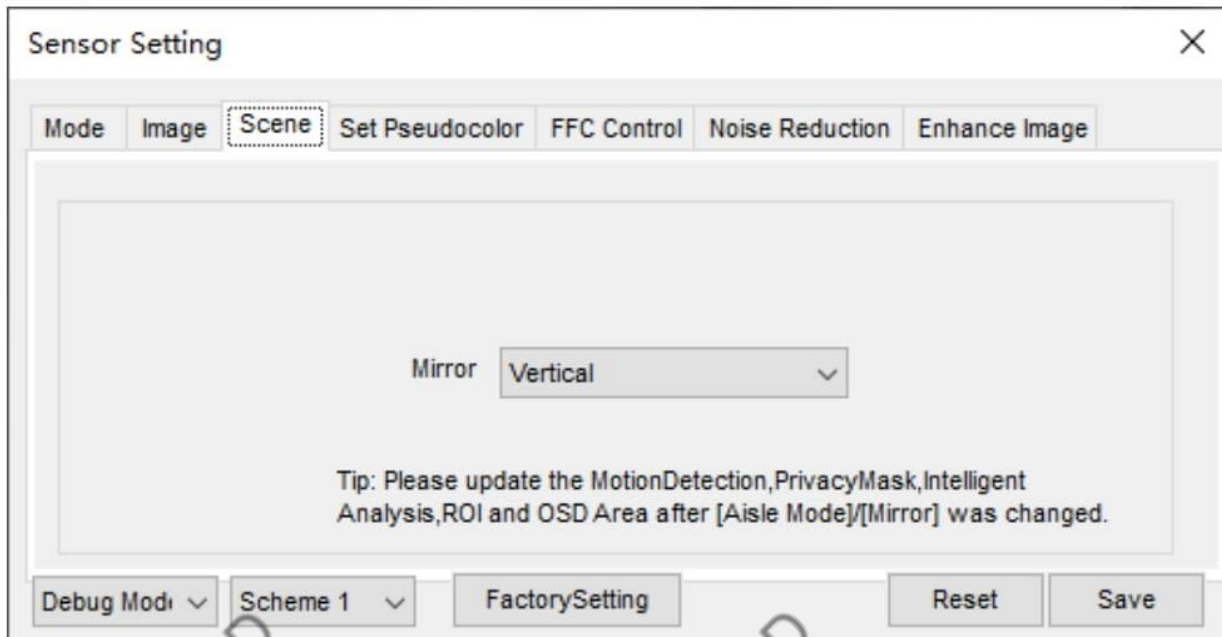 Sensor Setting
Mode Image Scene Set Pseudocolor FFC Control Noise Reduction Enhance Image
Mirror Vertical
Tip: Please update the MotionDetection,PrivacyMask,Intelligent
Analysis,ROI and OSD Area after [Aisle Mode]/[Mirror] was changed.
Debug Mod Scheme 1 FactorySetting Reset Save